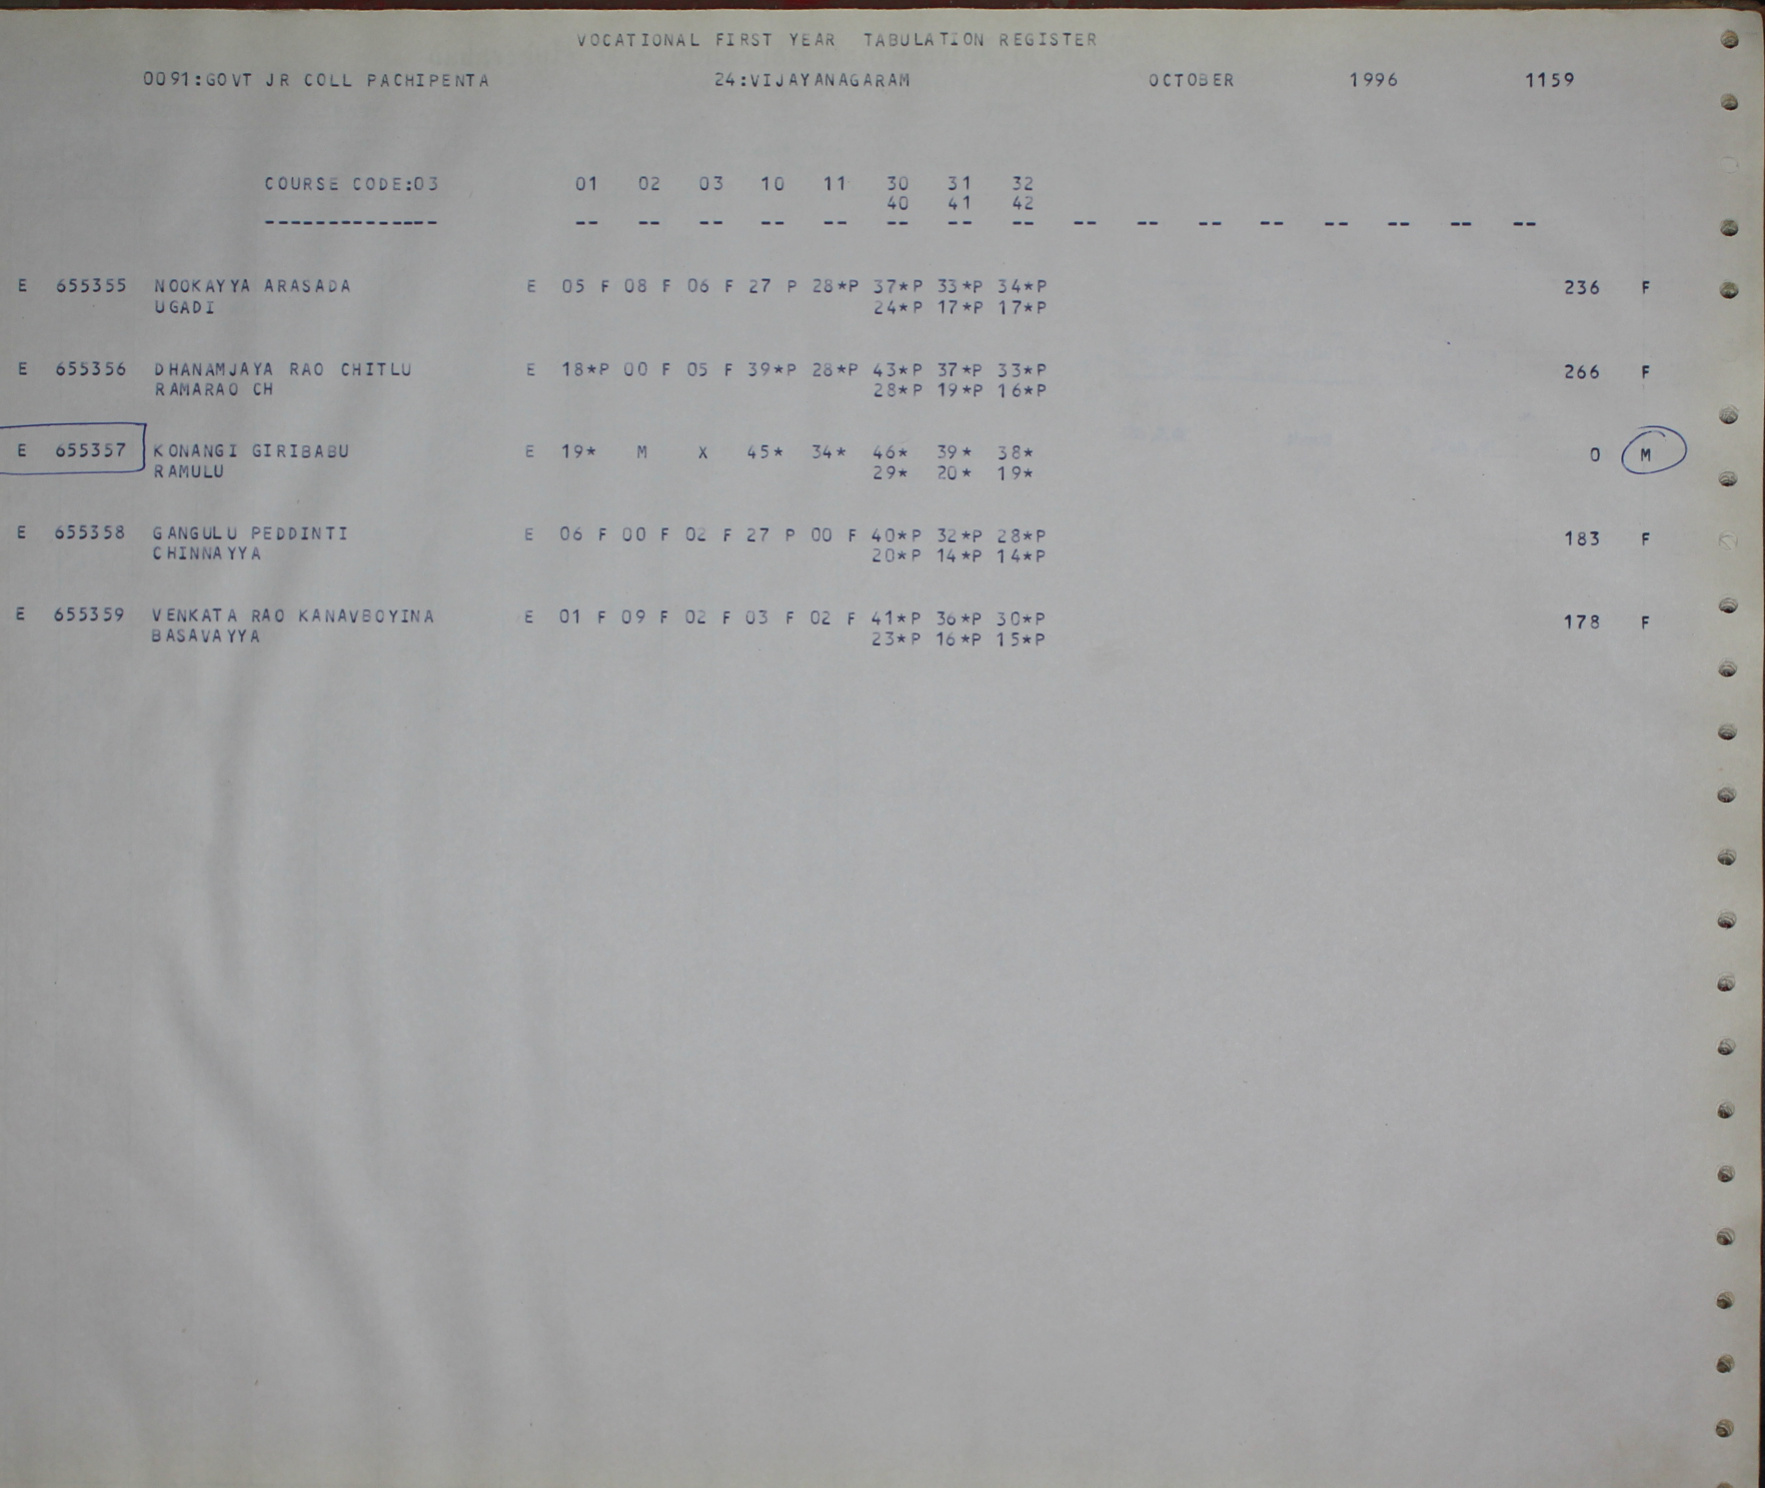 VOCATIONAL FIRST YEAR TABULATION REGISTER
0091:GOVT JR COLL PACHIPENTA 24:VIJAYANAGARAM OCTOBER 1996 1159
COURSE CODE:03 01 02 03 10 11 30 31 32
40 41 42
-------------- -- -- -- -- -- -- -- -- -- -- -- -- -- -- -- --
E 655355 NOOKAYYA ARASADA E 05 F 08 F 06 F 27 P 28*P 37*P 33*P 34*P 236 F
UGADI 24*P 17*P 17*P
E 655356 DHANAMJAYA RAO CHITLU E 18*P 00 F 05 F 39*P 28*P 43*P 37*P 33*P 266 F
RAMARAO CH 28*P 19*P 16*P
E 655357 KONANGI GIRIBABU E 19* M X 45* 34* 46* 39* 38* 0 M
RAMULU 29* 20* 19*
E 655358 GANGULU PEDDINTI E 06 F 00 F 02 F 27 P 00 F 40*P 32*P 28*P 183 F
CHINNAYYA 20*P 14*P 14*P
E 655359 VENKATA RAO KANAVBOYINA E 01 F 09 F 02 F 03 F 02 F 41*P 36*P 30*P 178 F
BASAVAYYA 23*P 16*P 15*P